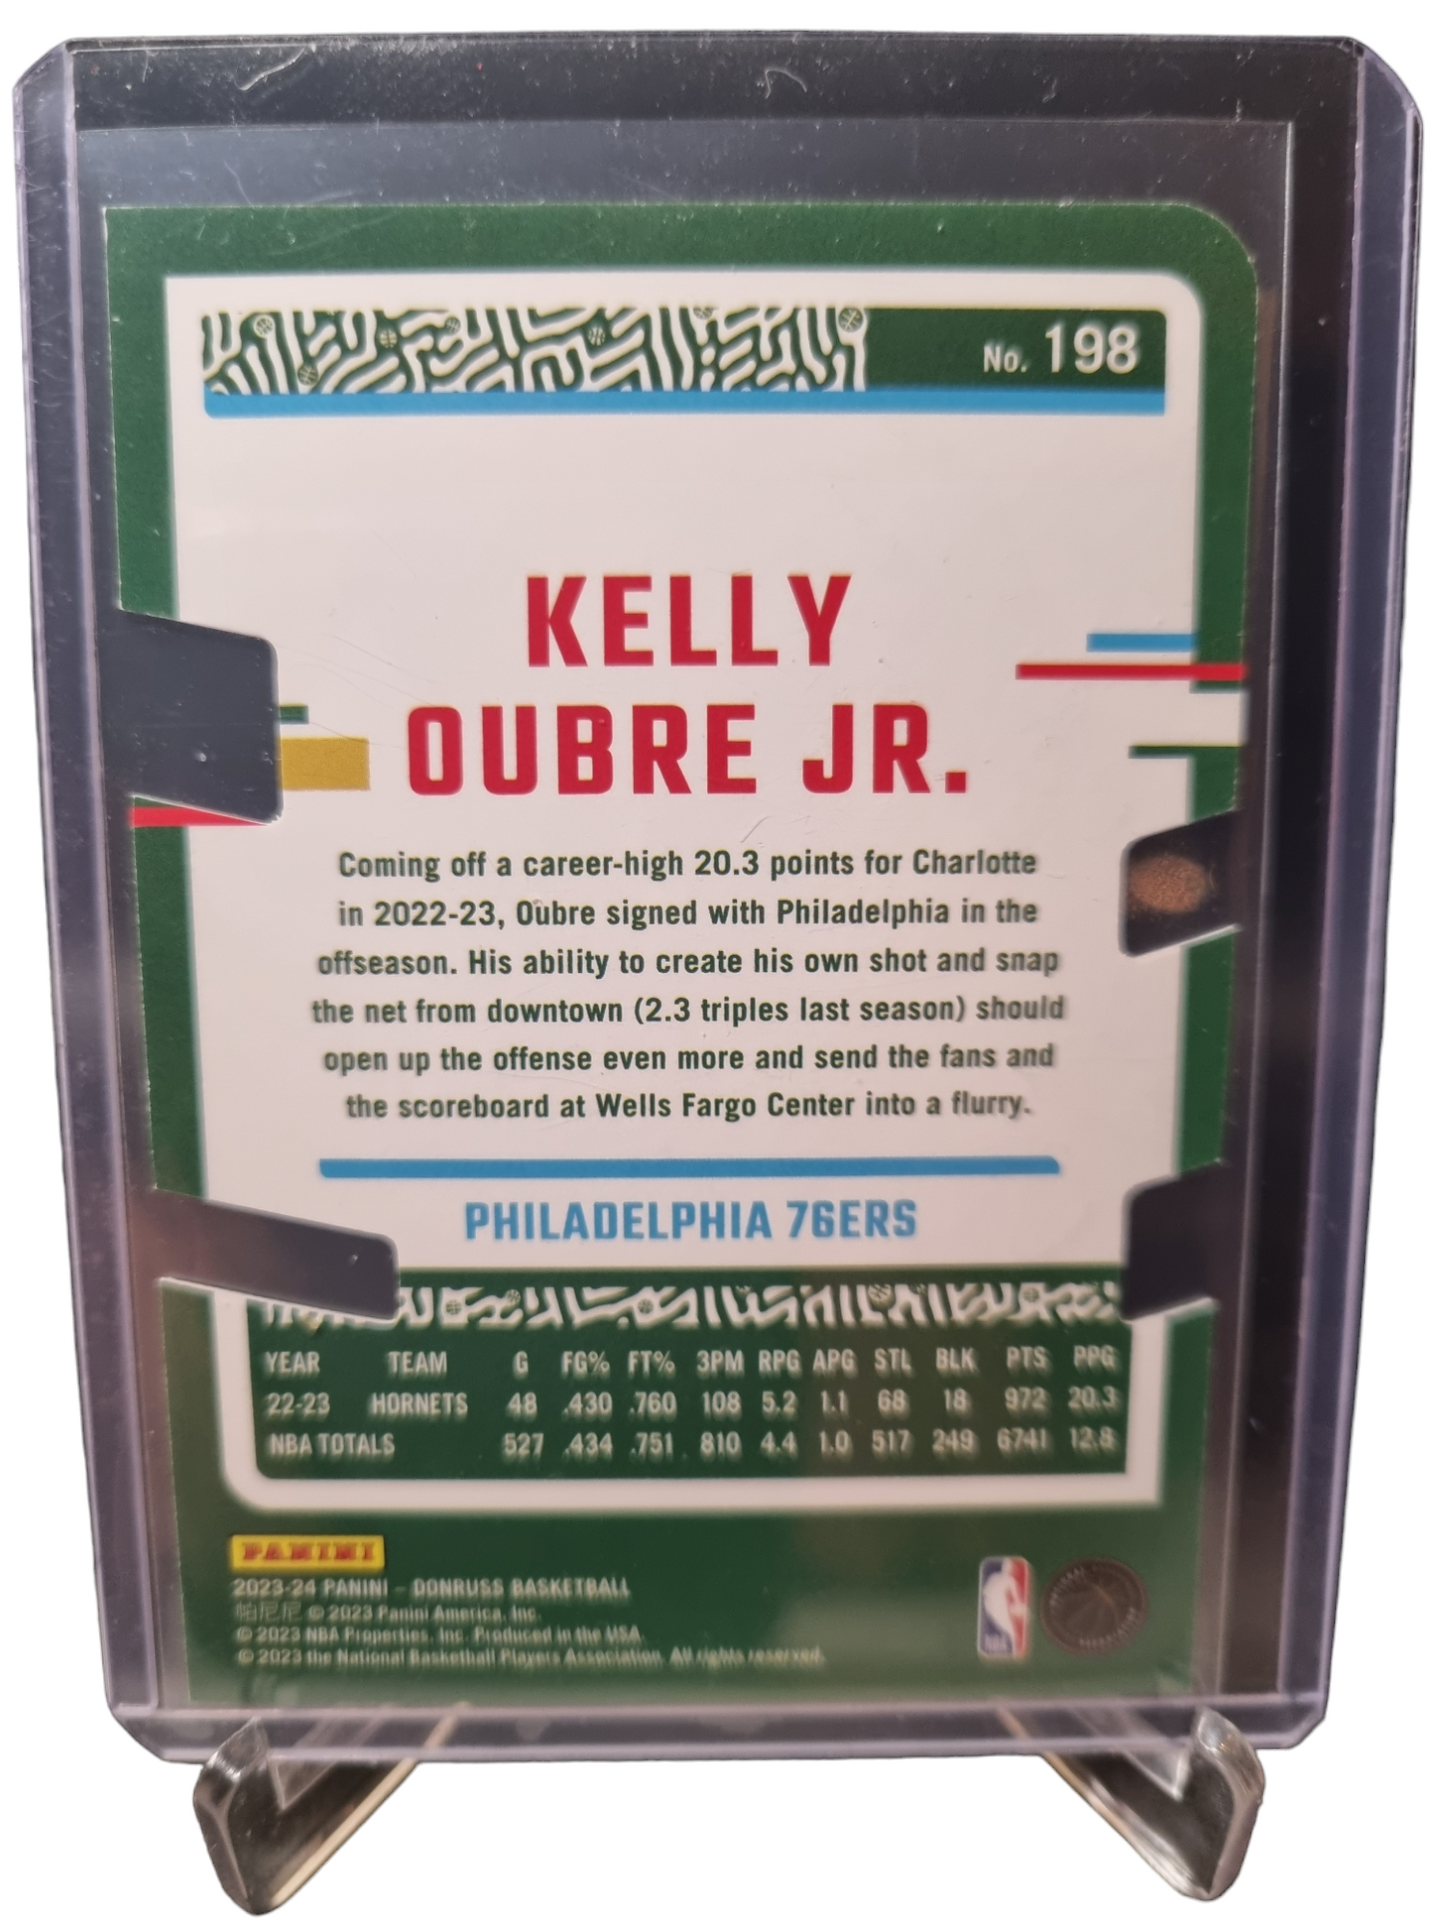 No. 198
KELLY
OUBRE JR.
Coming off a career-high 20.3 points for Charlotte
in 2022-23, Oubre signed with Philadelphia in the
offseason. His ability to create his own shot and snap
the net from downtown (2.3 triples last season) should
open up the offense even more and send the fans and
the scoreboard at Wells Fargo Center into a flurry.
PHILADELPHIA 76ERS
YEAR TEAM G FG% FT% 3PM RPG APG STL BLK PTS PPG
22-23 HORNETS 48 .430 .760 108 5.2 1.1 68 18 972 20.3
NBA TOTALS 527 .434 .751 810 4.4 1.0 517 249 6741 12.8
PANINI
2023-24 PANINI – DONRUSS BASKETBALL
帕尼尼 © 2023 Panini America, Inc.
© 2023 NBA Properties, Inc. Produced in the USA.
© 2023 the National Basketball Players Association. All rights reserved.
NBA